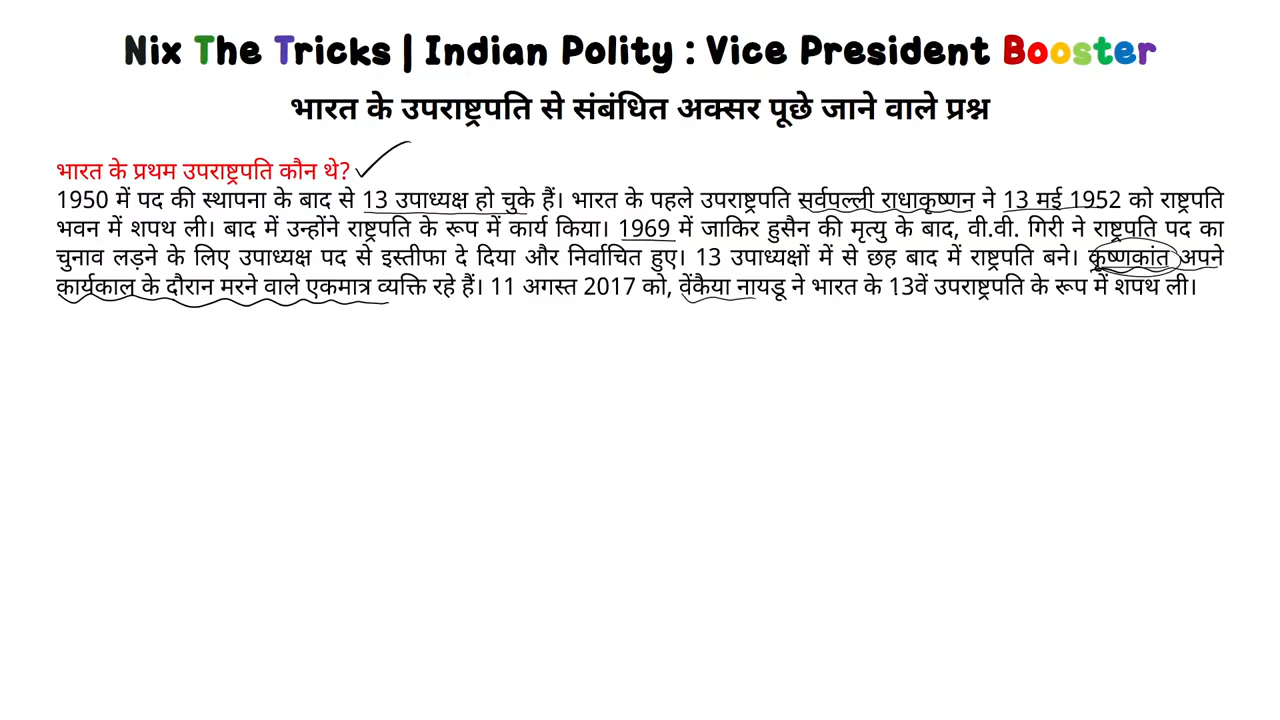 Nix The Tricks | Indian Polity : Vice President Booster
भारत के उपराष्ट्रपति से संबंधित अक्सर पूछे जाने वाले प्रश्न
भारत के प्रथम उपराष्ट्रपति कौन थे?
1950 में पद की स्थापना के बाद से 13 उपाध्यक्ष हो चुके हैं। भारत के पहले उपराष्ट्रपति सर्वपल्ली राधाकृष्णन ने 13 मई 1952 को राष्ट्रपति
भवन में शपथ ली। बाद में उन्होंने राष्ट्रपति के रूप में कार्य किया। 1969 में जाकिर हुसैन की मृत्यु के बाद, वी.वी. गिरी ने राष्ट्रपति पद का
चुनाव लड़ने के लिए उपाध्यक्ष पद से इस्तीफा दे दिया और निर्वाचित हुए। 13 उपाध्यक्षों में से छह बाद में राष्ट्रपति बने। कृष्णकांत अपने
कार्यकाल के दौरान मरने वाले एकमात्र व्यक्ति रहे हैं। 11 अगस्त 2017 को, वेंकैया नायडू ने भारत के 13वें उपराष्ट्रपति के रूप में शपथ ली।